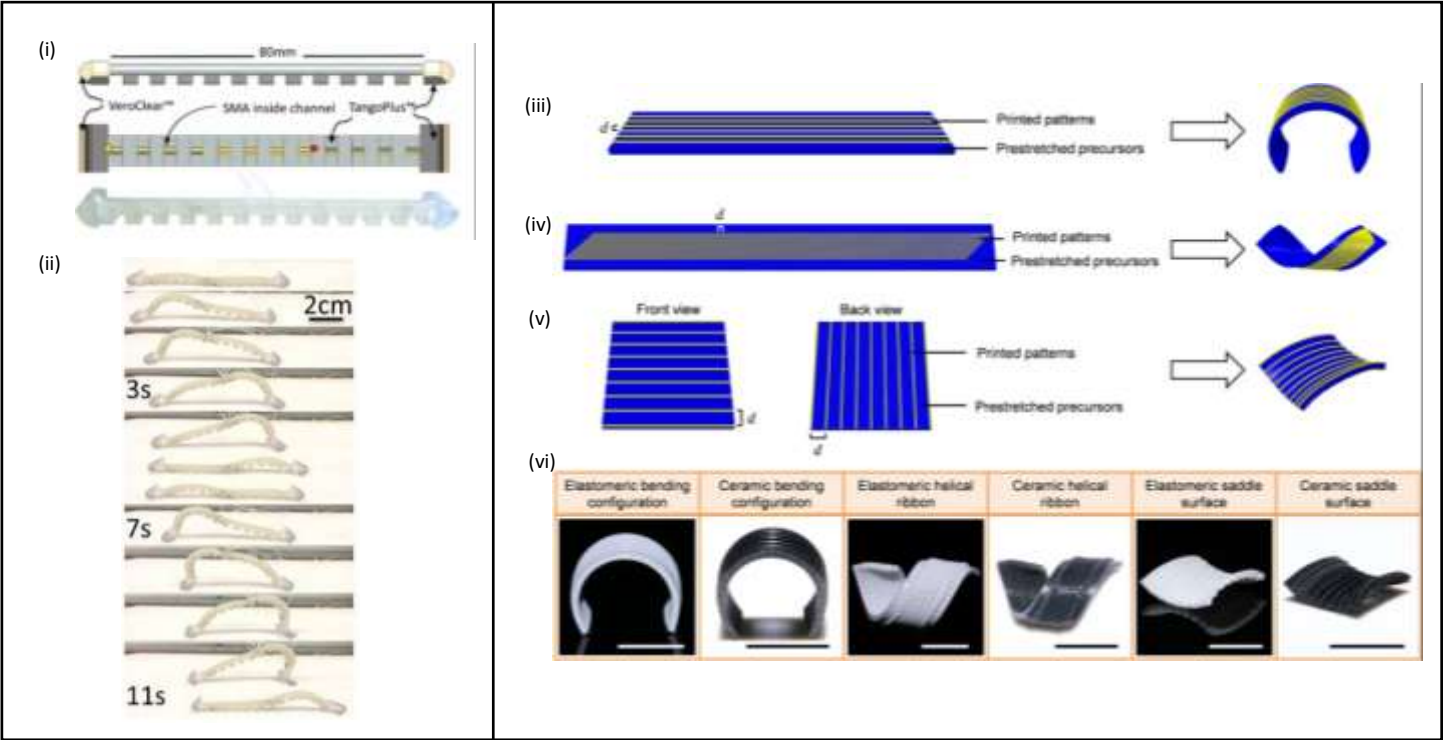 (i)
80mm
VeroClear™
SMA inside channel
TangoPlus™
(ii)
2cm
3s
7s
11s
(iii)
d
Printed patterns
Prestretched precursors
(iv)
d
Printed patterns
Prestretched precursors
(v)
Front view
Back view
Printed patterns
Prestretched precursors
d
d
(vi)
Elastomeric bending
configuration
Ceramic bending
configuration
Elastomeric helical
ribbon
Ceramic helical
ribbon
Elastomeric saddle
surface
Ceramic saddle
surface